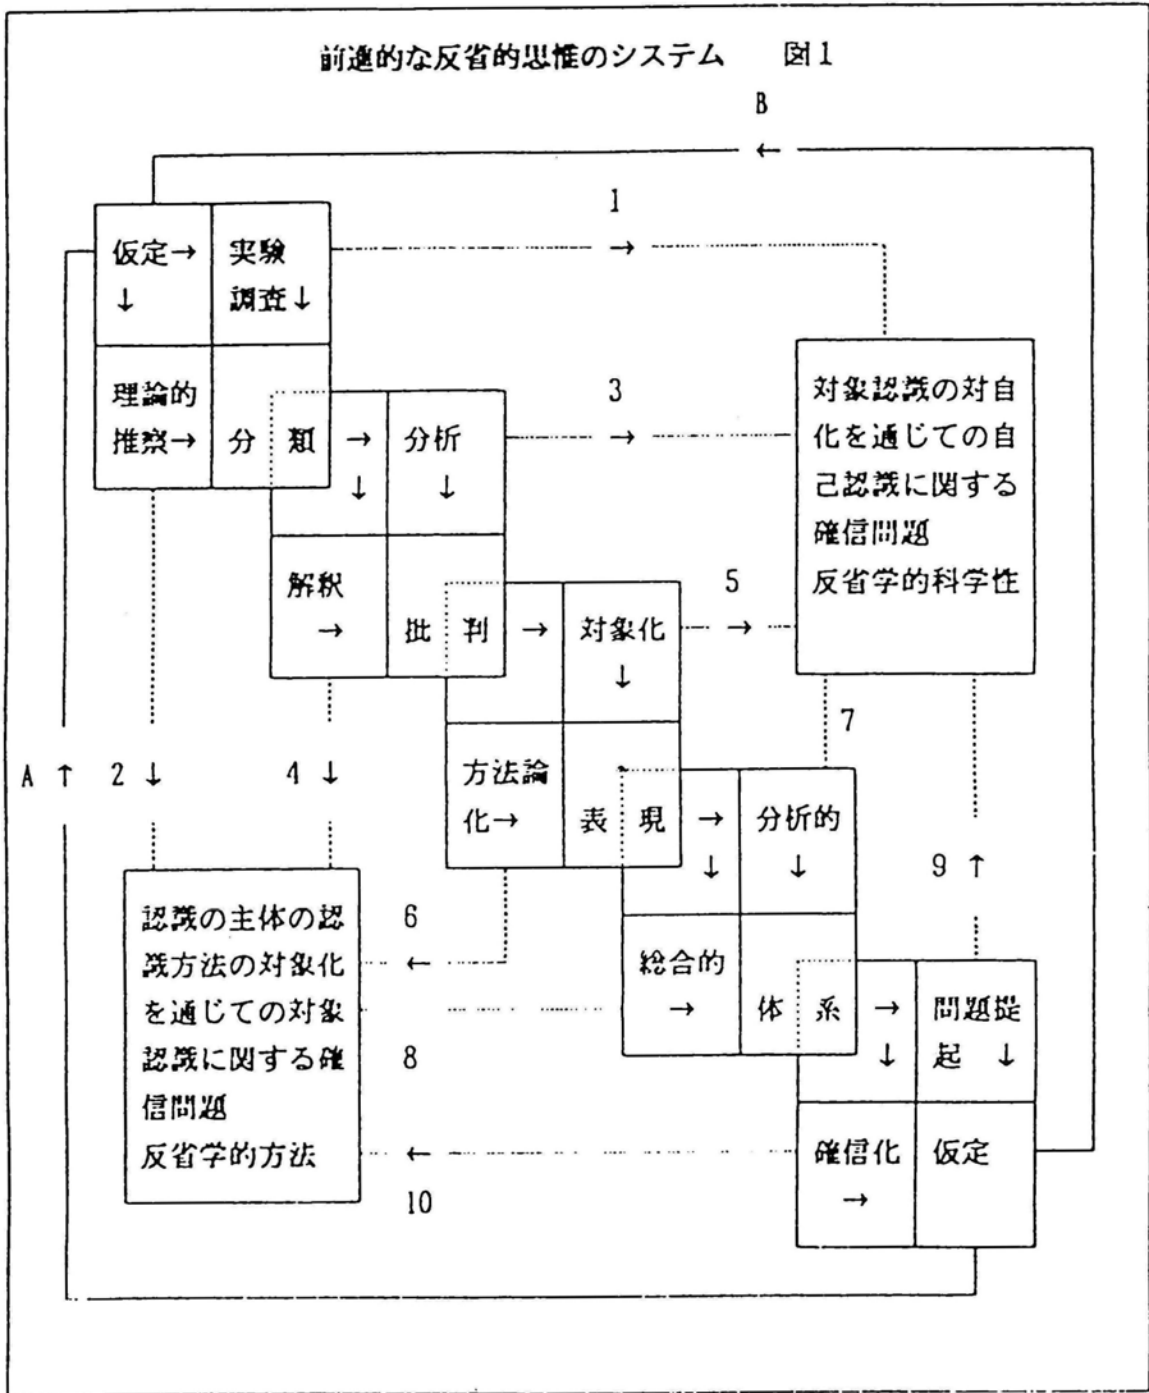 前進的な反省的思惟のシステム　図1
B
←
1
仮定→
↓
実験
調査↓
→
理論的
推察→
分類
→
↓
分析
↓
3
→
対象認識の対自
化を通じての自
己認識に関する
確信問題
反省学的科学性
解釈
→
批判
→
対象化
↓
5
→
7
A ↑
2 ↓
4 ↓
方法論
化→
表現
→
↓
分析的
↓
9 ↑
認識の主体の認
識方法の対象化
を通じての対象
認識に関する確
信問題
反省学的方法
6
←
8
総合的
→
体系
→
↓
問題提
起 ↓
←
10
確信化
→
仮定